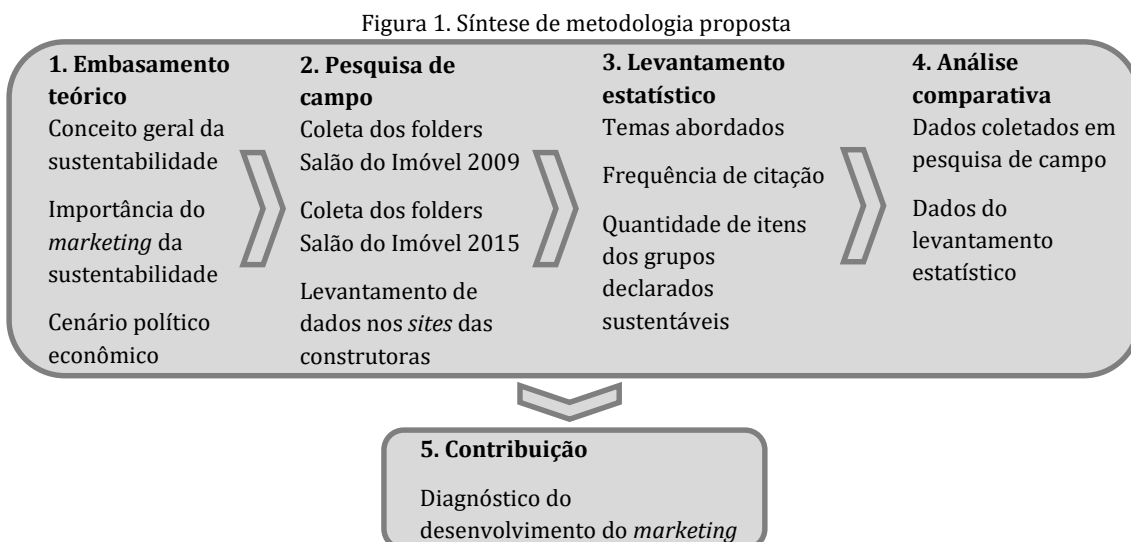 Figura 1. Síntese de metodologia proposta
1. Embasamento
teórico
Conceito geral da
sustentabilidade
Importância do
marketing da
sustentabilidade
Cenário político
econômico
2. Pesquisa de
campo
Coleta dos folders
Salão do Imóvel 2009
Coleta dos folders
Salão do Imóvel 2015
Levantamento de
dados nos sites das
construtoras
3. Levantamento
estatístico
Temas abordados
Frequência de citação
Quantidade de itens
dos grupos
declarados
sustentáveis
4. Análise
comparativa
Dados coletados em
pesquisa de campo
Dados do
levantamento
estatístico
5. Contribuição
Diagnóstico do
desenvolvimento do marketing